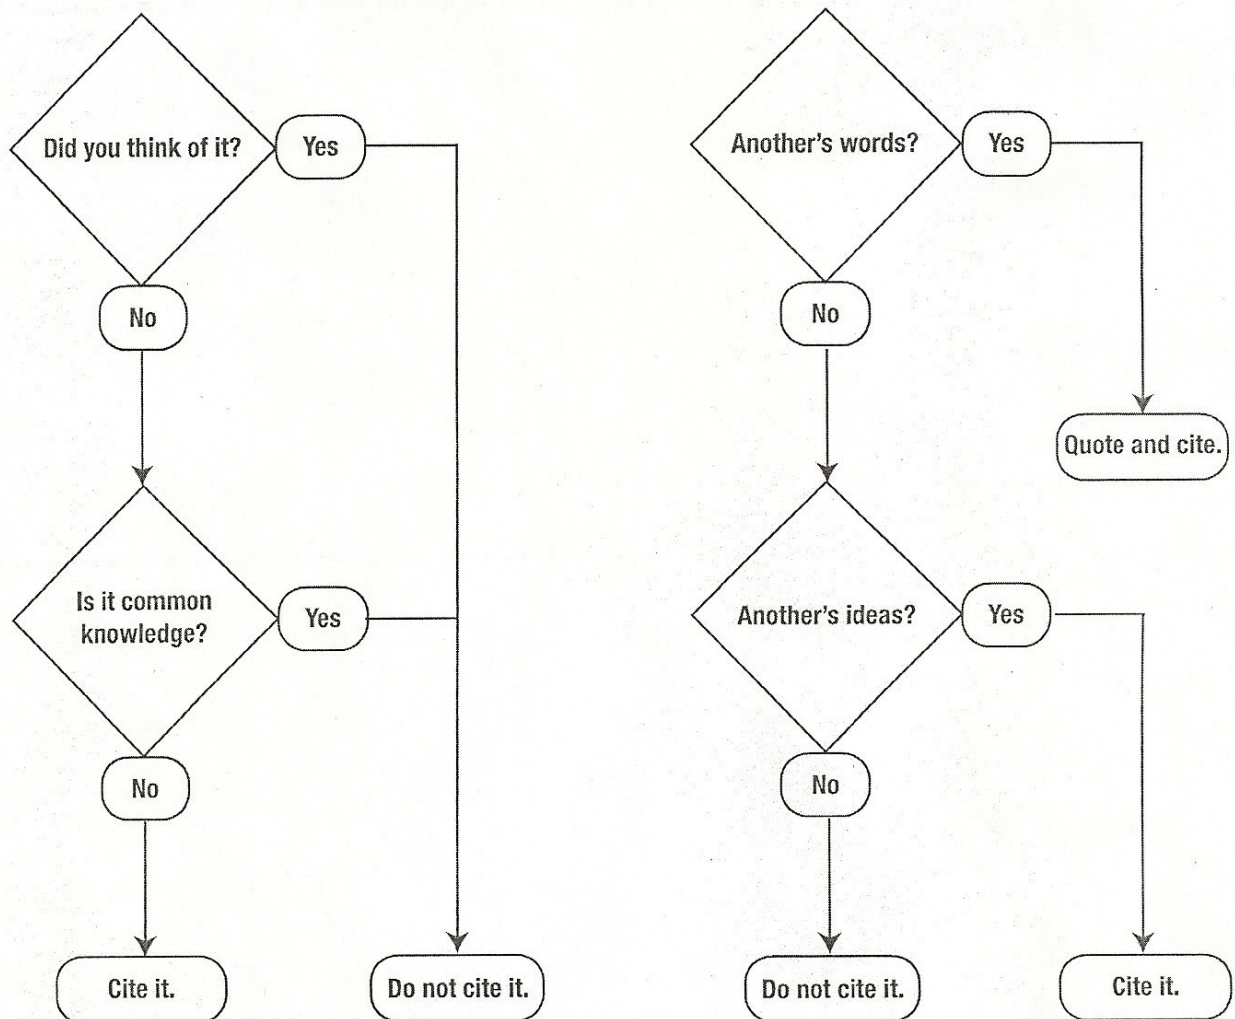 Did you think of it?
Yes
No
Is it common
knowledge?
Yes
No
Cite it.
Do not cite it.
Another's words?
Yes
No
Quote and cite.
Another's ideas?
Yes
No
Do not cite it.
Cite it.